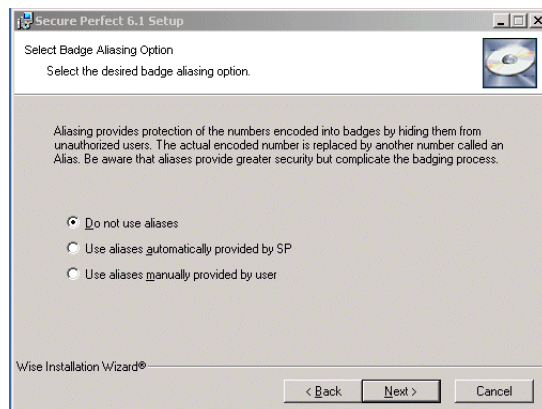 Secure Perfect 6.1 Setup
Select Badge Aliasing Option
Select the desired badge aliasing option.
Aliasing provides protection of the numbers encoded into badges by hiding them from
unauthorized users. The actual encoded number is replaced by another number called an
Alias. Be aware that aliases provide greater security but complicate the badging process.
Do not use aliases
Use aliases automatically provided by SP
Use aliases manually provided by user
Wise Installation Wizard®
< Back Next > Cancel